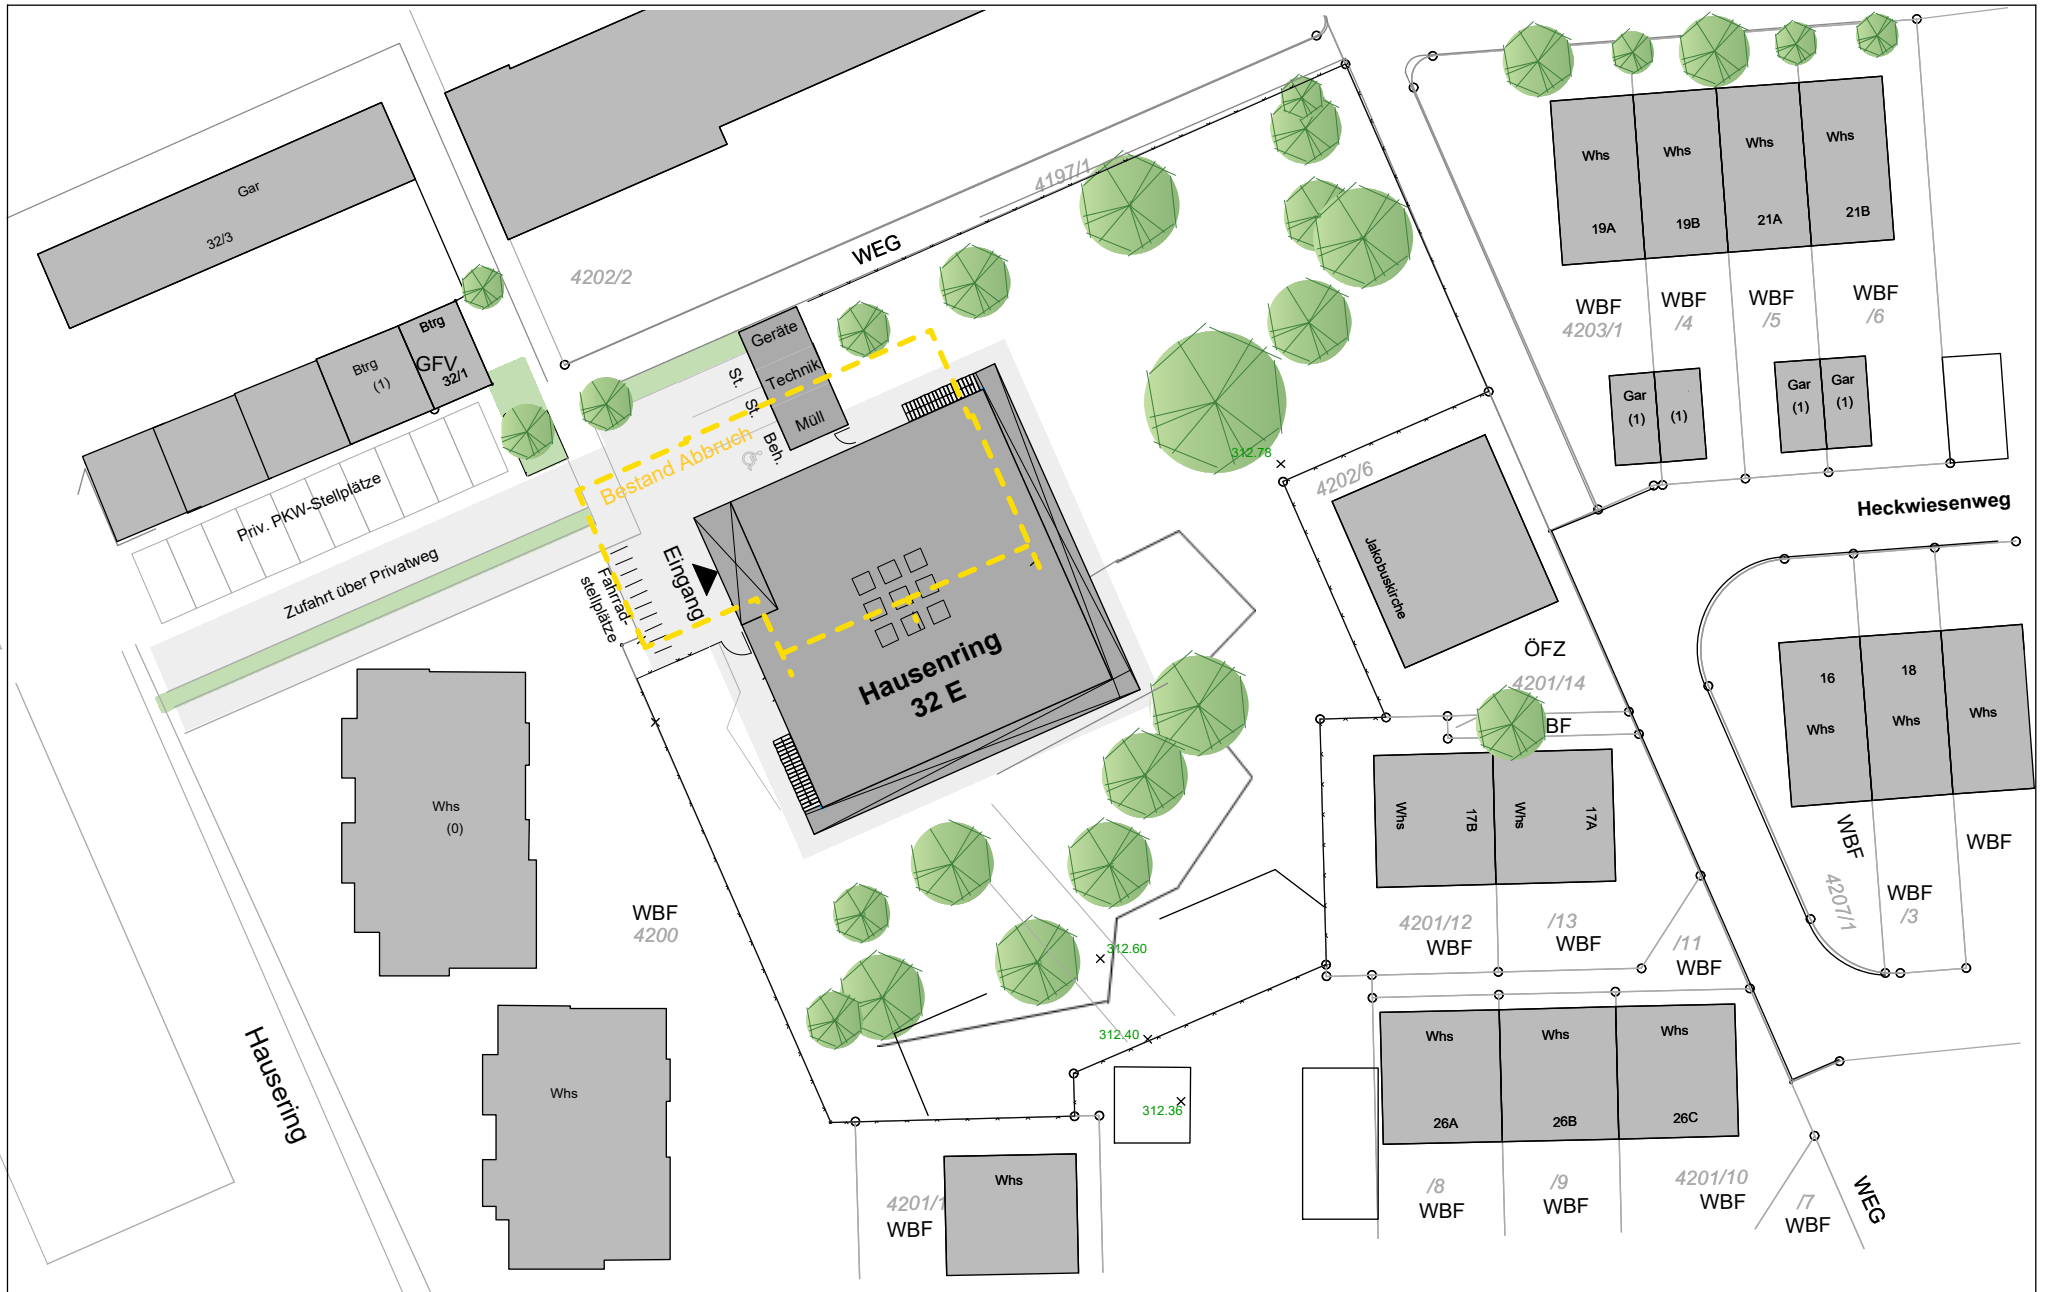 Gar
32/3
Btrg
(1)
Btrg
GFV
32/1
Priv. PKW-Stellplätze
Zufahrt über Privatweg
4202/2
WEG
4197/1
Geräte
Technik
Müll
St.
St.
Beh.
Bestand Abbruch
Eingang
Fahrrad-
stellplätze
Hausenring
32 E
312.78
4202/6
Jakobuskirche
ÖFZ
4201/14
BF
Whs
19A
Whs
19B
Whs
21A
Whs
21B
WBF
4203/1
WBF
/4
WBF
/5
WBF
/6
Gar
(1)
(1)
Gar
(1)
Gar
(1)
Heckwiesenweg
16
Whs
18
Whs
Whs
WBF
4207/1
WBF
/3
WBF
Whs
17B
Whs
17A
4201/12
WBF
/13
WBF
/11
WBF
Whs
(0)
WBF
4200
Hausering
Whs
312.60
312.40
312.36
Whs
26A
Whs
26B
Whs
26C
/8
WBF
/9
WBF
4201/10
WBF
/7
WBF
WEG
4201/1
WBF
Whs